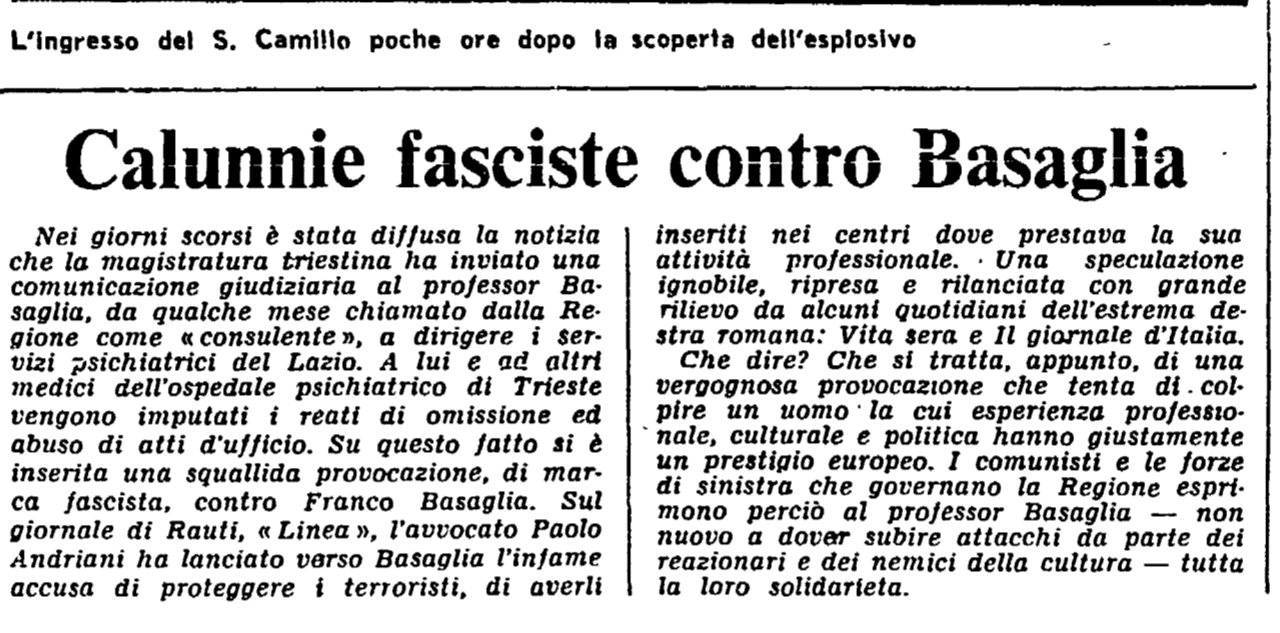 L'ingresso del S. Camillo poche ore dopo la scoperta dell'esplosivo
Calunnie fasciste contro Basaglia
Nei giorni scorsi è stata diffusa la notizia
che la magistratura triestina ha inviato una
comunicazione giudiziaria al professor Ba-
saglia, da qualche mese chiamato dalla Re-
gione come «consulente», a dirigere i ser-
vizi psichiatrici del Lazio. A lui e ad altri
medici dell'ospedale psichiatrico di Trieste
vengono imputati i reati di omissione ed
abuso di atti d'ufficio. Su questo fatto si è
inserita una squallida provocazione, di mar-
ca fascista, contro Franco Basaglia. Sul
giornale di Rauti, «Linea», l'avvocato Paolo
Andriani ha lanciato verso Basaglia l'infame
accusa di proteggere i terroristi, di averli
inseriti nei centri dove prestava la sua
attività professionale. Una speculazione
ignobile, ripresa e rilanciata con grande
rilievo da alcuni quotidiani dell'estrema de-
stra romana: Vita sera e Il giornale d'Italia.
Che dire? Che si tratta, appunto, di una
vergognosa provocazione che tenta di col-
pire un uomo la cui esperienza professio-
nale, culturale e politica hanno giustamente
un prestigio europeo. I comunisti e le forze
di sinistra che governano la Regione espri-
mono perciò al professor Basaglia — non
nuovo a dover subire attacchi da parte dei
reazionari e dei nemici della cultura — tutta
la loro solidarietà.